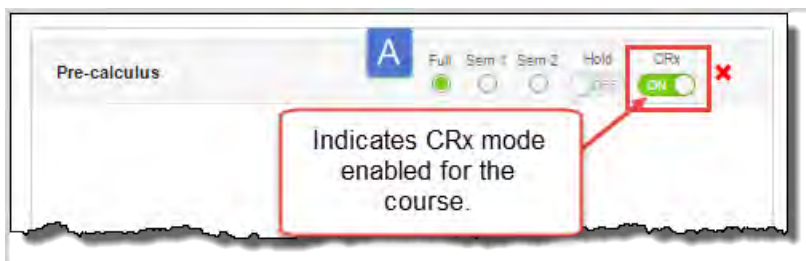 Pre-calculus A Full Sem 1 Sem 2 Hold CRx
OFF ON
Indicates CRx mode
enabled for the
course.